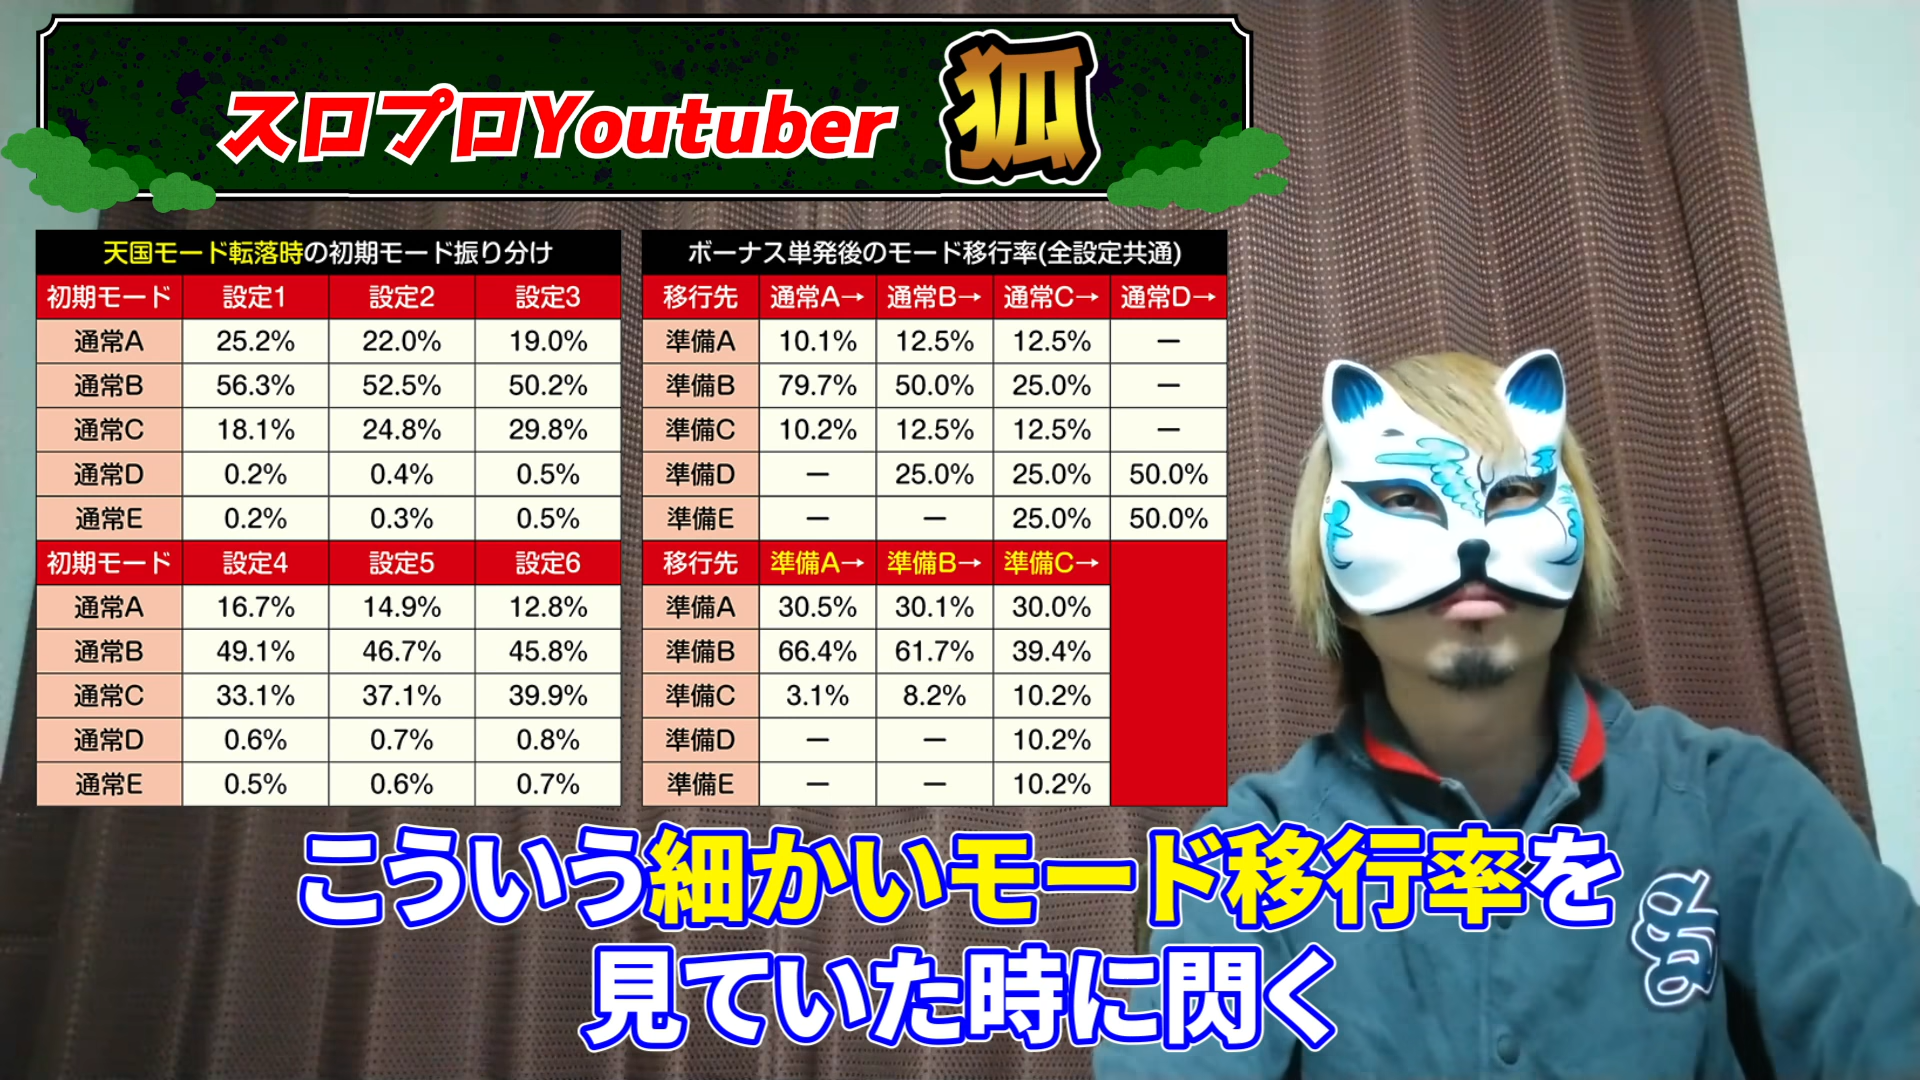 スロプロYoutuber 狐
天国モード転落時の初期モード振り分け
初期モード 設定1 設定2 設定3
通常A 25.2% 22.0% 19.0%
通常B 56.3% 52.5% 50.2%
通常C 18.1% 24.8% 29.8%
通常D 0.2% 0.4% 0.5%
通常E 0.2% 0.3% 0.5%
初期モード 設定4 設定5 設定6
通常A 16.7% 14.9% 12.8%
通常B 49.1% 46.7% 45.8%
通常C 33.1% 37.1% 39.9%
通常D 0.6% 0.7% 0.8%
通常E 0.5% 0.6% 0.7%
ボーナス単発後のモード移行率(全設定共通)
移行先 通常A→ 通常B→ 通常C→ 通常D→
準備A 10.1% 12.5% 12.5% ―
準備B 79.7% 50.0% 25.0% ―
準備C 10.2% 12.5% 12.5% ―
準備D ― 25.0% 25.0% 50.0%
準備E ― ― 25.0% 50.0%
移行先 準備A→ 準備B→ 準備C→
準備A 30.5% 30.1% 30.0%
準備B 66.4% 61.7% 39.4%
準備C 3.1% 8.2% 10.2%
準備D ― ― 10.2%
準備E ― ― 10.2%
こういう細かいモード移行率を
見ていた時に閃く